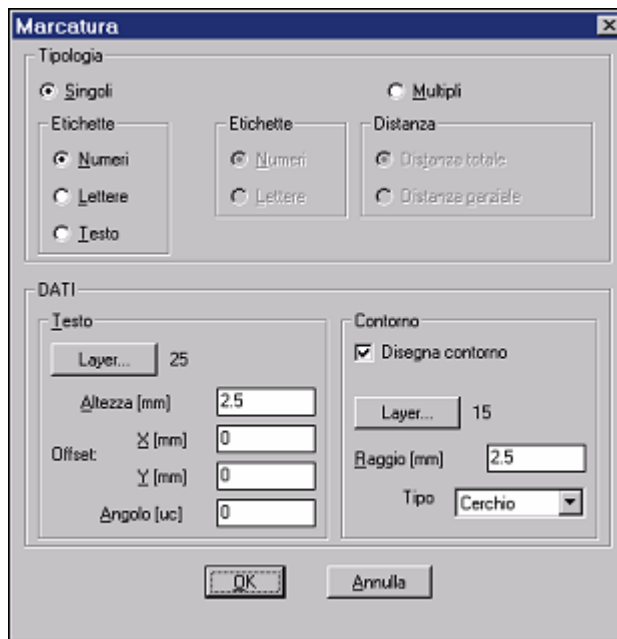 Marcatura
Tipologia
Singoli
Multipli
Etichette
Numeri
Lettere
Testo
Etichette
Numeri
Lettere
Distanza
Distanza totale
Distanza parziale
DATI
Testo
Layer... 25
Altezza [mm] 2.5
Offset:
X [mm] 0
Y [mm] 0
Angolo [uc] 0
Contorno
Disegna contorno
Layer... 15
Raggio [mm] 2.5
Tipo Cerchio
OK
Annulla